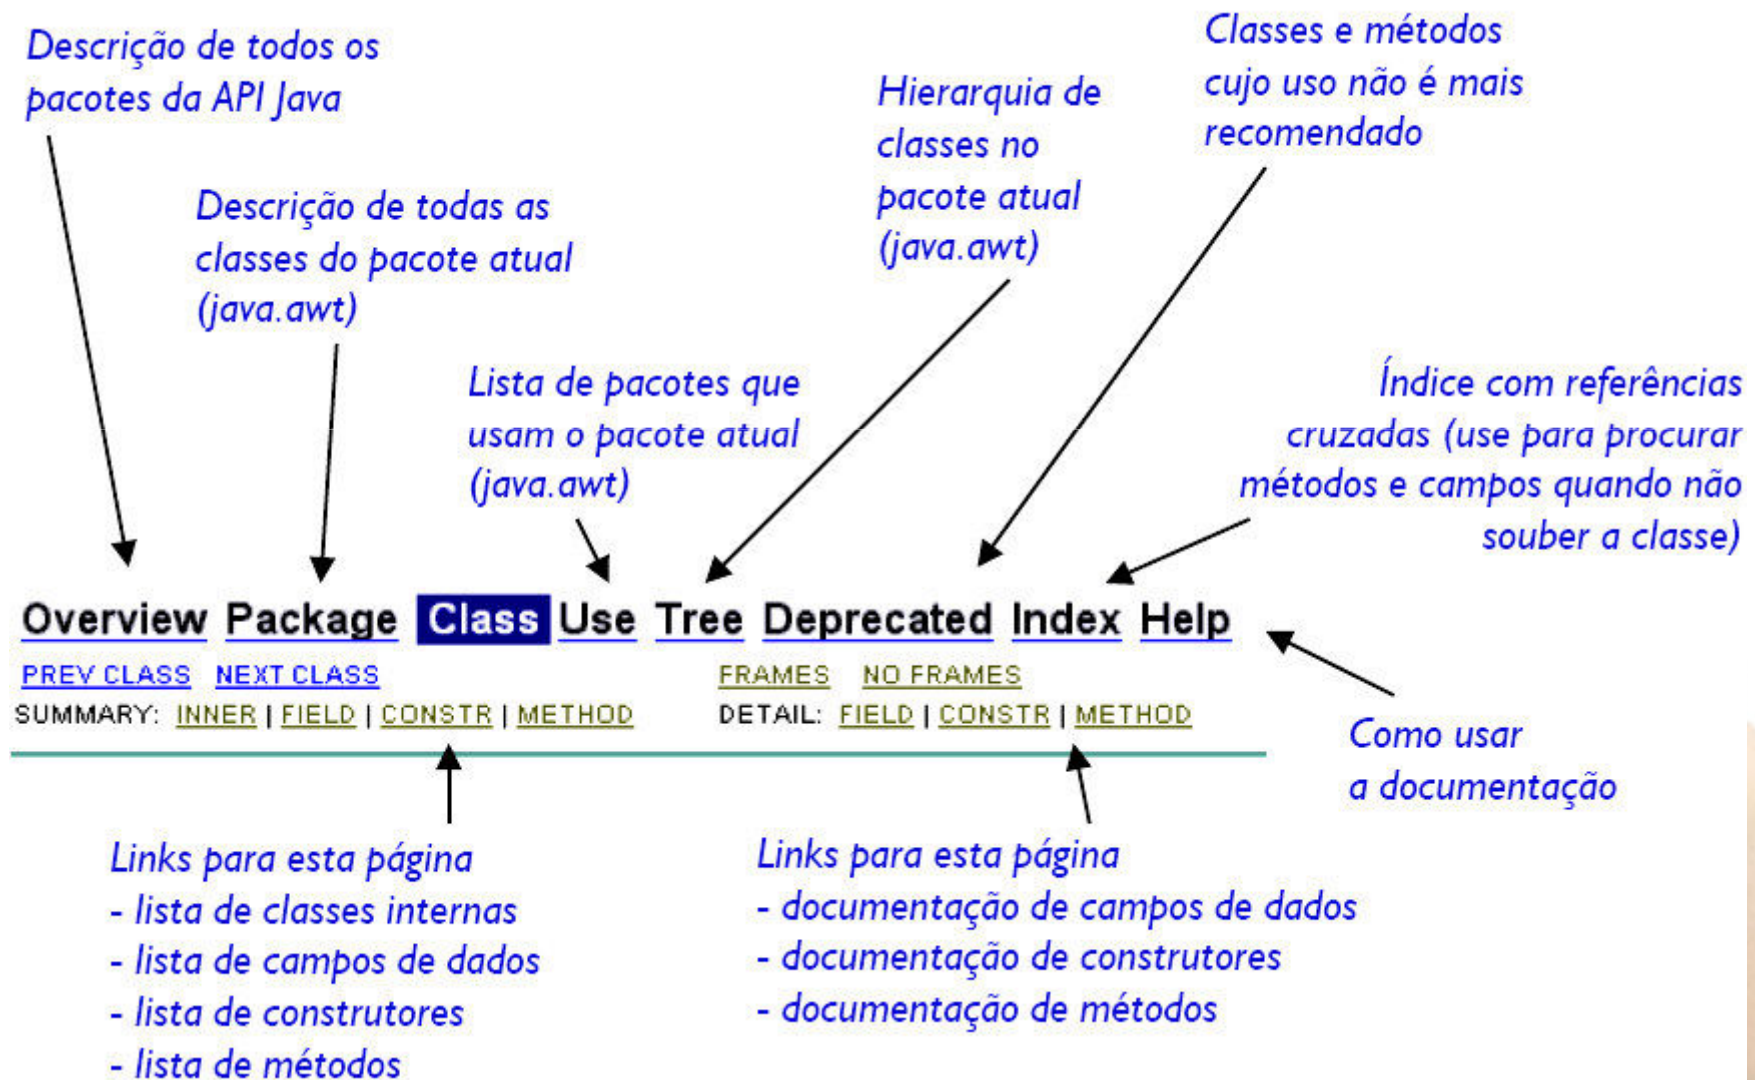 Descrição de todos os
pacotes da API Java
Descrição de todas as
classes do pacote atual
(java.awt)
Lista de pacotes que
usam o pacote atual
(java.awt)
Hierarquia de
classes no
pacote atual
(java.awt)
Classes e métodos
cujo uso não é mais
recomendado
Índice com referências
cruzadas (use para procurar
métodos e campos quando não
souber a classe)
Overview Package Class Use Tree Deprecated Index Help
PREV CLASS NEXT CLASS FRAMES NO FRAMES
SUMMARY: INNER | FIELD | CONSTR | METHOD DETAIL: FIELD | CONSTR | METHOD
Como usar
a documentação
Links para esta página
- lista de classes internas
- lista de campos de dados
- lista de construtores
- lista de métodos
Links para esta página
- documentação de campos de dados
- documentação de construtores
- documentação de métodos